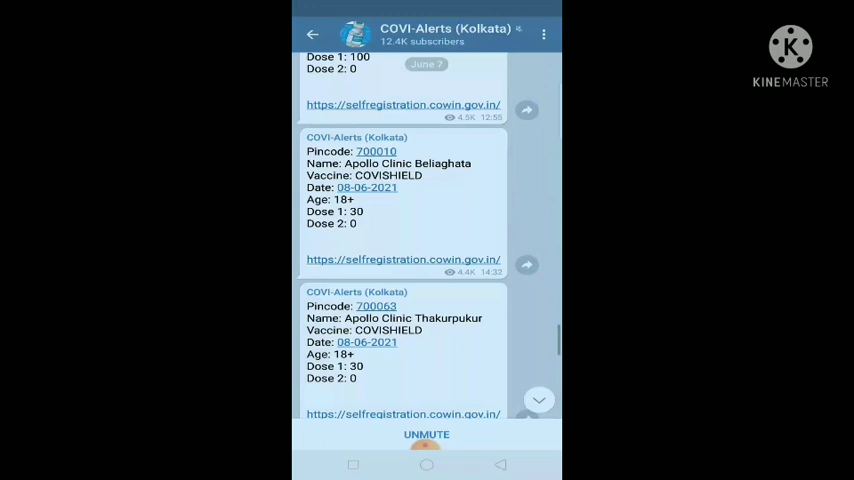 COVI-Alerts (Kolkata)
12.4K subscribers
Dose 1: 100
June 7
Dose 2: 0
https://selfregistration.cowin.gov.in/
4.5K 12:55
COVI-Alerts (Kolkata)
Pincode: 700010
Name: Apollo Clinic Beliaghata
Vaccine: COVISHIELD
Date: 08-06-2021
Age: 18+
Dose 1: 30
Dose 2: 0
https://selfregistration.cowin.gov.in/
4.4K 14:32
COVI-Alerts (Kolkata)
Pincode: 700063
Name: Apollo Clinic Thakurpukur
Vaccine: COVISHIELD
Date: 08-06-2021
Age: 18+
Dose 1: 30
Dose 2: 0
https://selfregistration.cowin.gov.in/
UNMUTE
K
KINEMASTER